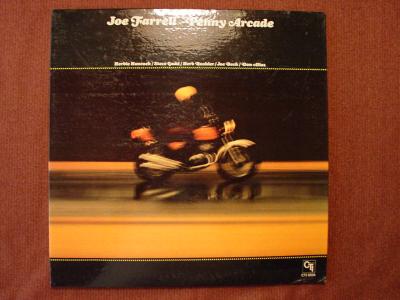 Joe Farrell - Penny Arcade
Herbie Hancock / Steve Gadd / Herb Bushler / Joe Beck / Don Alias
CTI